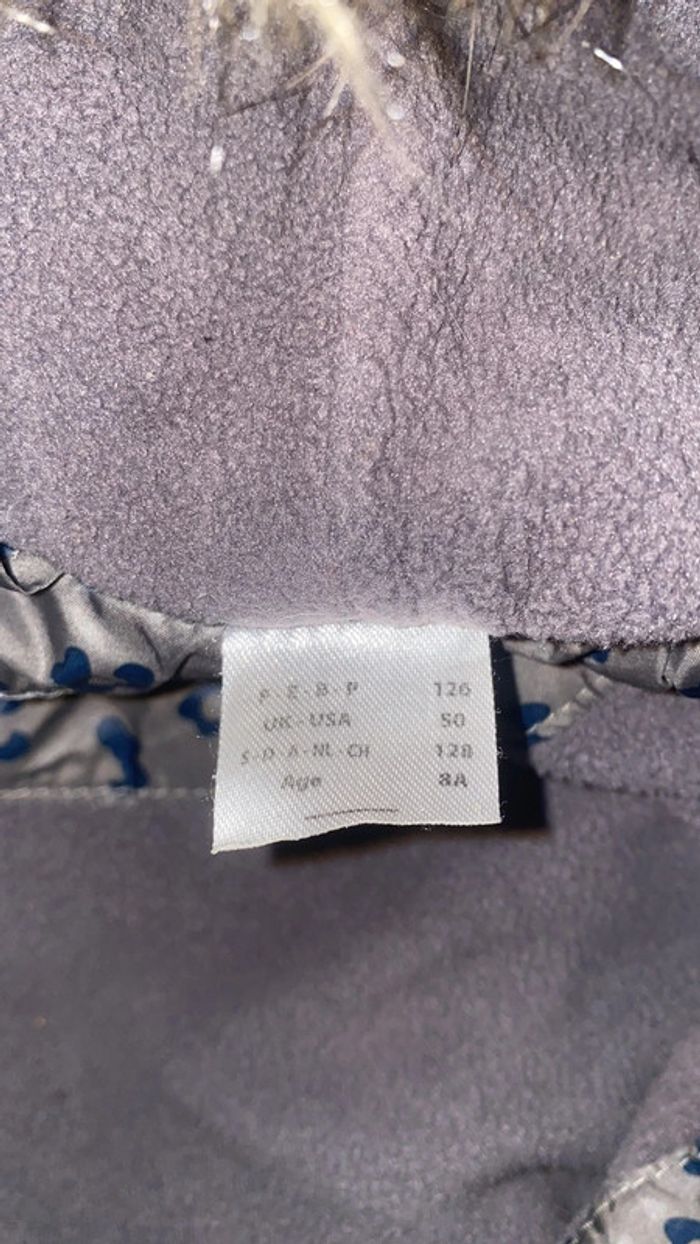 F - E - B - P 126
UK - USA 50
S - D A - NL - CH 128
Age 8A